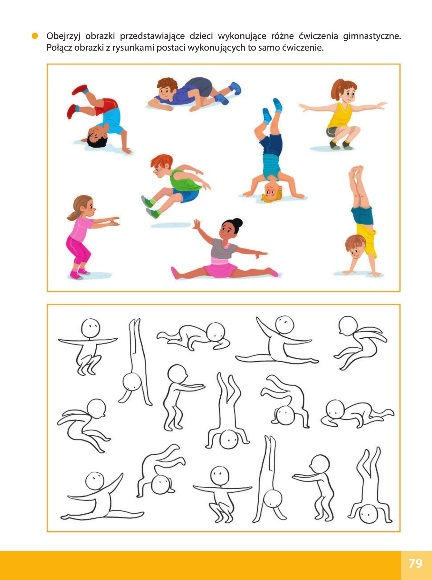 Obejrzyj obrazki przedstawiające dzieci wykonujące różne ćwiczenia gimnastyczne.
Połącz obrazki z rysunkami postaci wykonujących to samo ćwiczenie.
79